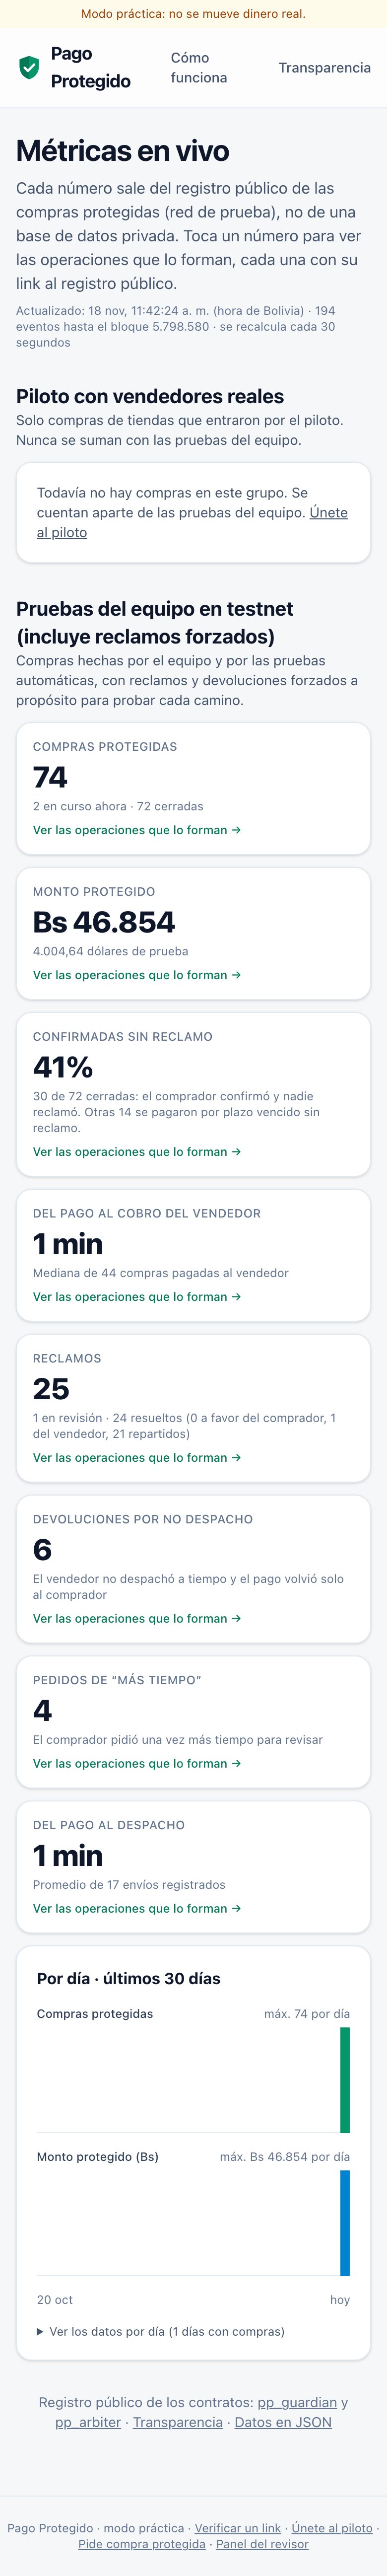 Modo práctica: no se mueve dinero real.
Pago
Protegido
Cómo
funciona
Transparencia
Métricas en vivo
Cada número sale del registro público de las
compras protegidas (red de prueba), no de una
base de datos privada. Toca un número para ver
las operaciones que lo forman, cada una con su
link al registro público.
Actualizado: 18 nov, 11:42:24 a. m. (hora de Bolivia) · 194
eventos hasta el bloque 5.798.580 · se recalcula cada 30
segundos
Piloto con vendedores reales
Solo compras de tiendas que entraron por el piloto.
Nunca se suman con las pruebas del equipo.
Todavía no hay compras en este grupo. Se
cuentan aparte de las pruebas del equipo. Únete
al piloto
Pruebas del equipo en testnet
(incluye reclamos forzados)
Compras hechas por el equipo y por las pruebas
automáticas, con reclamos y devoluciones forzados a
propósito para probar cada camino.
COMPRAS PROTEGIDAS
74
2 en curso ahora · 72 cerradas
Ver las operaciones que lo forman →
MONTO PROTEGIDO
Bs 46.854
4.004,64 dólares de prueba
Ver las operaciones que lo forman →
CONFIRMADAS SIN RECLAMO
41%
30 de 72 cerradas: el comprador confirmó y nadie
reclamó. Otras 14 se pagaron por plazo vencido sin
reclamo.
Ver las operaciones que lo forman →
DEL PAGO AL COBRO DEL VENDEDOR
1 min
Mediana de 44 compras pagadas al vendedor
Ver las operaciones que lo forman →
RECLAMOS
25
1 en revisión · 24 resueltos (0 a favor del comprador, 1
del vendedor, 21 repartidos)
Ver las operaciones que lo forman →
DEVOLUCIONES POR NO DESPACHO
6
El vendedor no despachó a tiempo y el pago volvió solo
al comprador
Ver las operaciones que lo forman →
PEDIDOS DE “MÁS TIEMPO”
4
El comprador pidió una vez más tiempo para revisar
Ver las operaciones que lo forman →
DEL PAGO AL DESPACHO
1 min
Promedio de 17 envíos registrados
Ver las operaciones que lo forman →
Por día · últimos 30 días
Compras protegidas máx. 74 por día
Monto protegido (Bs) máx. Bs 46.854 por día
20 oct hoy
▶ Ver los datos por día (1 días con compras)
Registro público de los contratos: pp_guardian y
pp_arbiter · Transparencia · Datos en JSON
Pago Protegido · modo práctica · Verificar un link · Únete al piloto ·
Pide compra protegida · Panel del revisor